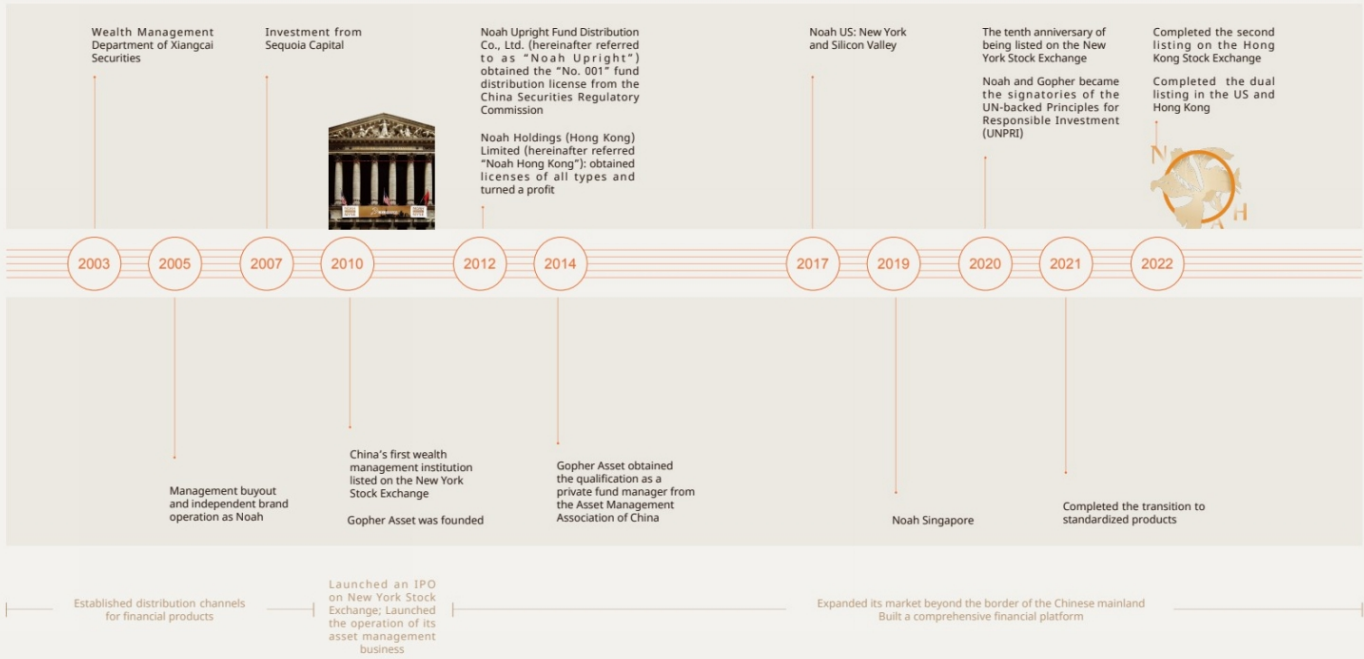 Wealth Management
Department of Xiangcai
Securities
Investment from
Sequoia Capital
Noah Upright Fund Distribution
Co., Ltd. (hereinafter referred
to as “Noah Upright”)
obtained the “No. 001” fund
distribution license from the
China Securities Regulatory
Commission
Noah Holdings (Hong Kong)
Limited (hereinafter referred
“Noah Hong Kong”): obtained
licenses of all types and
turned a profit
Noah US: New York
and Silicon Valley
The tenth anniversary of
being listed on the New
York Stock Exchange
Noah and Gopher became
the signatories of the
UN-backed Principles for
Responsible Investment
(UNPRI)
Completed the second
listing on the Hong
Kong Stock Exchange
Completed the dual
listing in the US and
Hong Kong
N
A
H
2003
2005
2007
2010
2012
2014
2017
2019
2020
2021
2022
Management buyout
and independent brand
operation as Noah
China's first wealth
management institution
listed on the New York
Stock Exchange
Gopher Asset was founded
Gopher Asset obtained
the qualification as a
private fund manager from
the Asset Management
Association of China
Noah Singapore
Completed the transition to
standardized products
Established distribution channels
for financial products
Launched an IPO
on New York Stock
Exchange; Launched
the operation of its
asset management
business
Expanded its market beyond the border of the Chinese mainland
Built a comprehensive financial platform